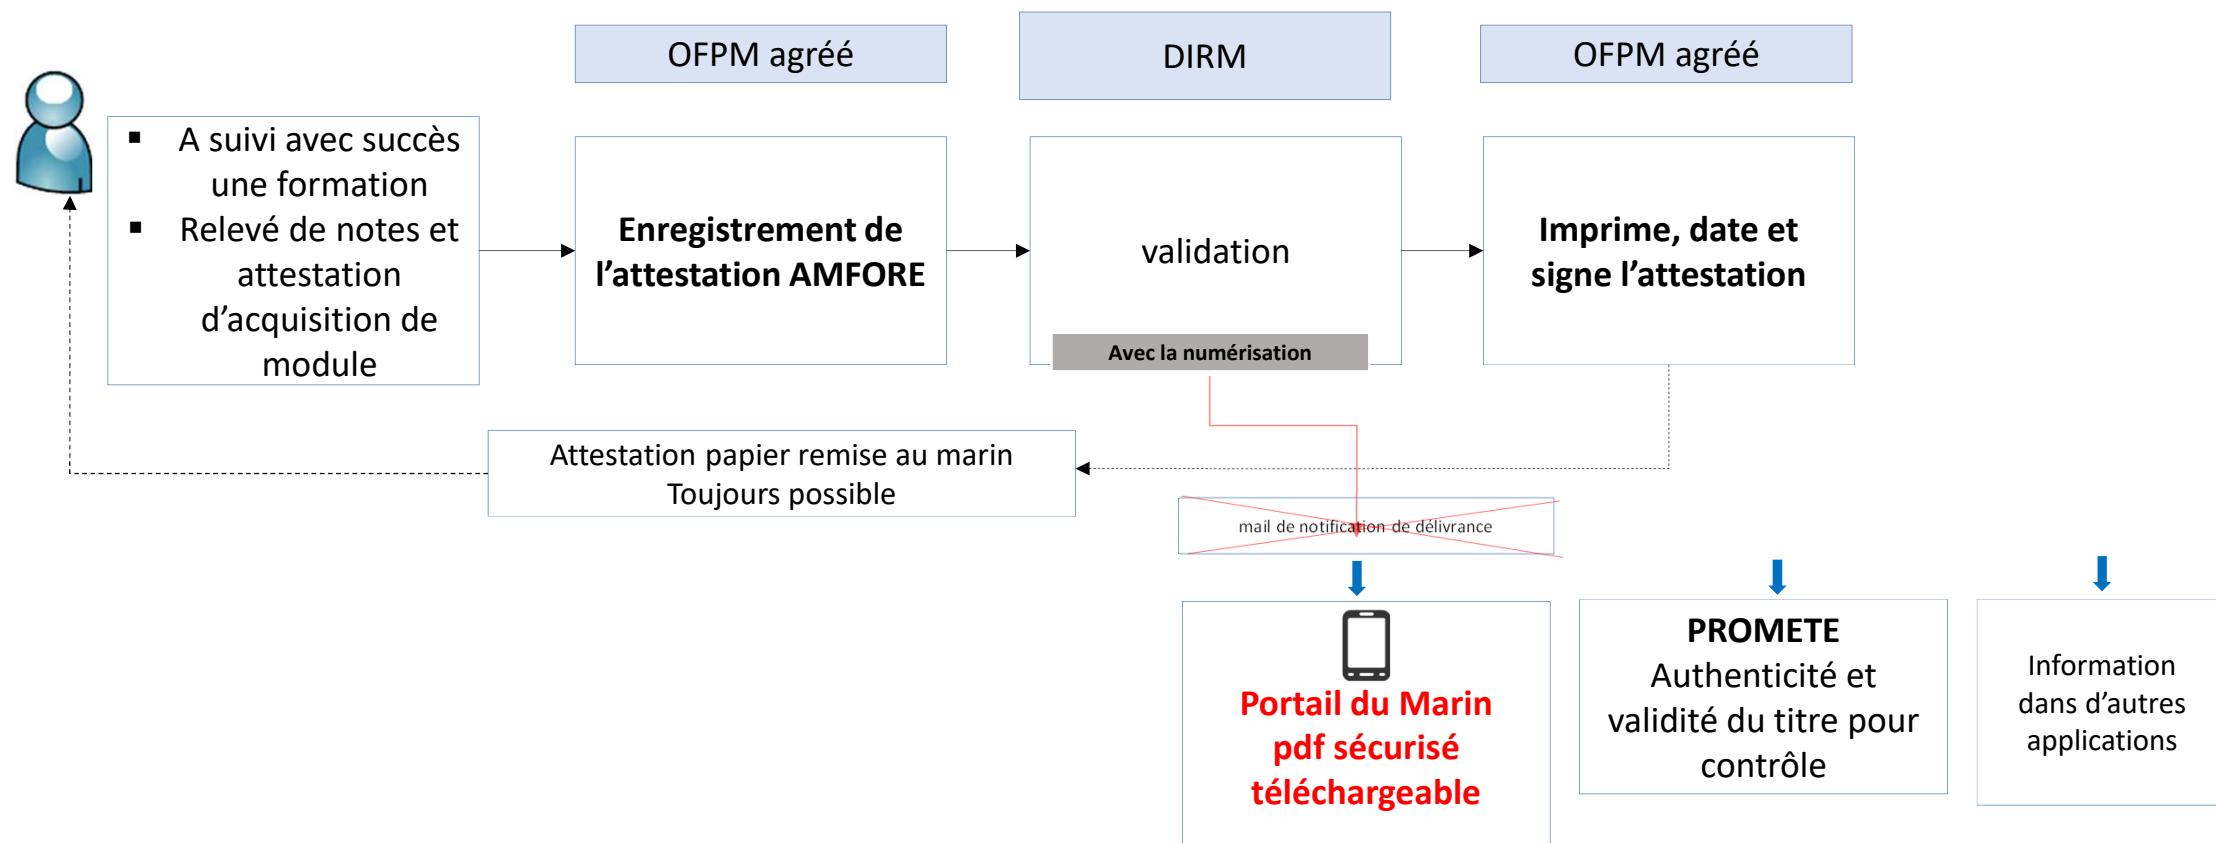 OFPM agréé
DIRM
OFPM agréé
▪ A suivi avec succès
une formation
▪ Relevé de notes et
attestation
d’acquisition de
module
Enregistrement de
l’attestation AMFORE
validation
Avec la numérisation
Imprime, date et
signe l’attestation
Attestation papier remise au marin
Toujours possible
mail de notification de délivrance
Portail du Marin
pdf sécurisé
téléchargeable
PROMETE
Authenticité et
validité du titre pour
contrôle
Information
dans d’autres
applications